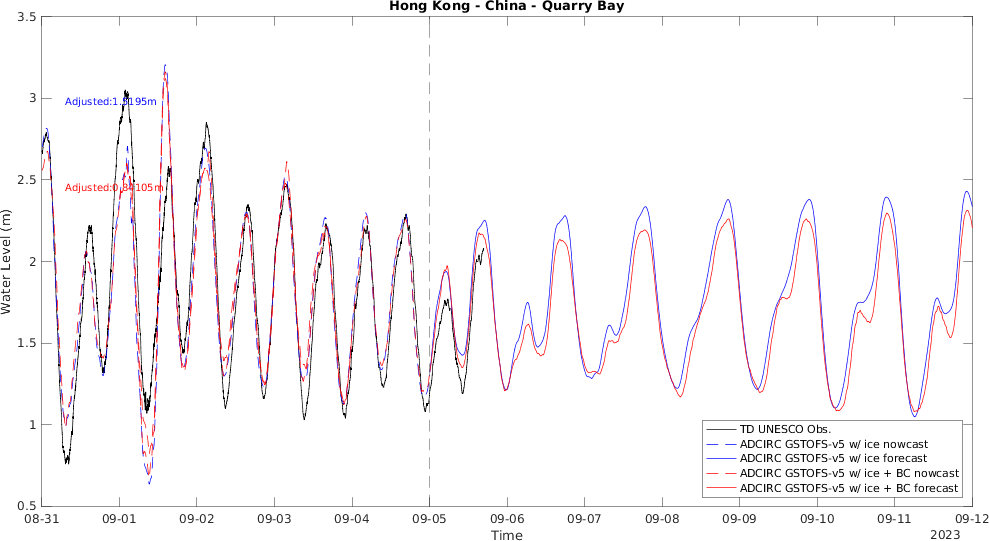 Hong Kong - China - Quarry Bay
3.5
3
2.5
2
1.5
1
0.5
Water Level (m)
Adjusted:1.3195m
TD UNESCO Obs.
ADCIRC GSTOFS-v5 w/ ice nowcast
ADCIRC GSTOFS-v5 w/ ice forecast
ADCIRC GSTOFS-v5 w/ ice + BC nowcast
ADCIRC GSTOFS-v5 w/ ice + BC forecast
08-31 09-01 09-02 09-03 09-04 09-05 09-06 09-07 09-08 09-09 09-10 09-11 09-12
2023
Time